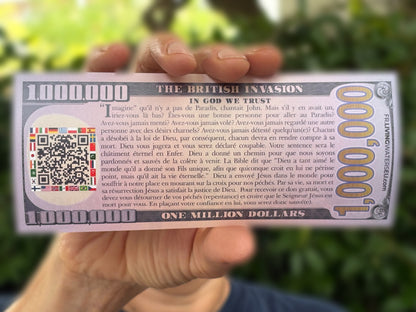 1,000,000
THE BRITISH INVASION
IN GOD WE TRUST
"Imagine" qu'il n'y a pas de Paradis, chantait John. Mais s'il y en avait un,
iriez-vous là bas? Êtes-vous une bonne personne pour aller au Paradis?
Avez-vous jamais menti? Avez-vous jamais volé? Avez-vous jamais regardé une autre
personne avec des désirs charnels? Avez-vous jamais détesté quelqu'un(e)? Chacun
a désobéi à la loi de Dieu, par conséquent, chacun devra en rendre compte à sa
mort. Dieu vous jugera et vous serez déclaré coupable. Votre sentence sera le
châtiment éternel en Enfer. Dieu a donné un chemin pour que nous soyons
pardonnés et sauvés de la colère à venir. La Bible dit que "Dieu a tant aimé le
monde qu'il a donné son Fils unique, afin que quiconque croit en lui ne périsse
point, mais qu'il ait la vie éternelle." Dieu a envoyé Jésus dans le monde pour
souffrir à notre place en mourant sur la croix pour nos péchés. Par sa vie, sa mort et
sa résurrection Jésus a satisfait la justice de Dieu. Pour recevoir ce don gratuit, vous
devez vous détourner de vos péchés (repentance) et croire que le Seigneur Jésus est
mort pour vous. En plaçant votre confiance en lui, vous serez donc sauvé(e).
1,000,000
ONE MILLION DOLLARS
1,000,000